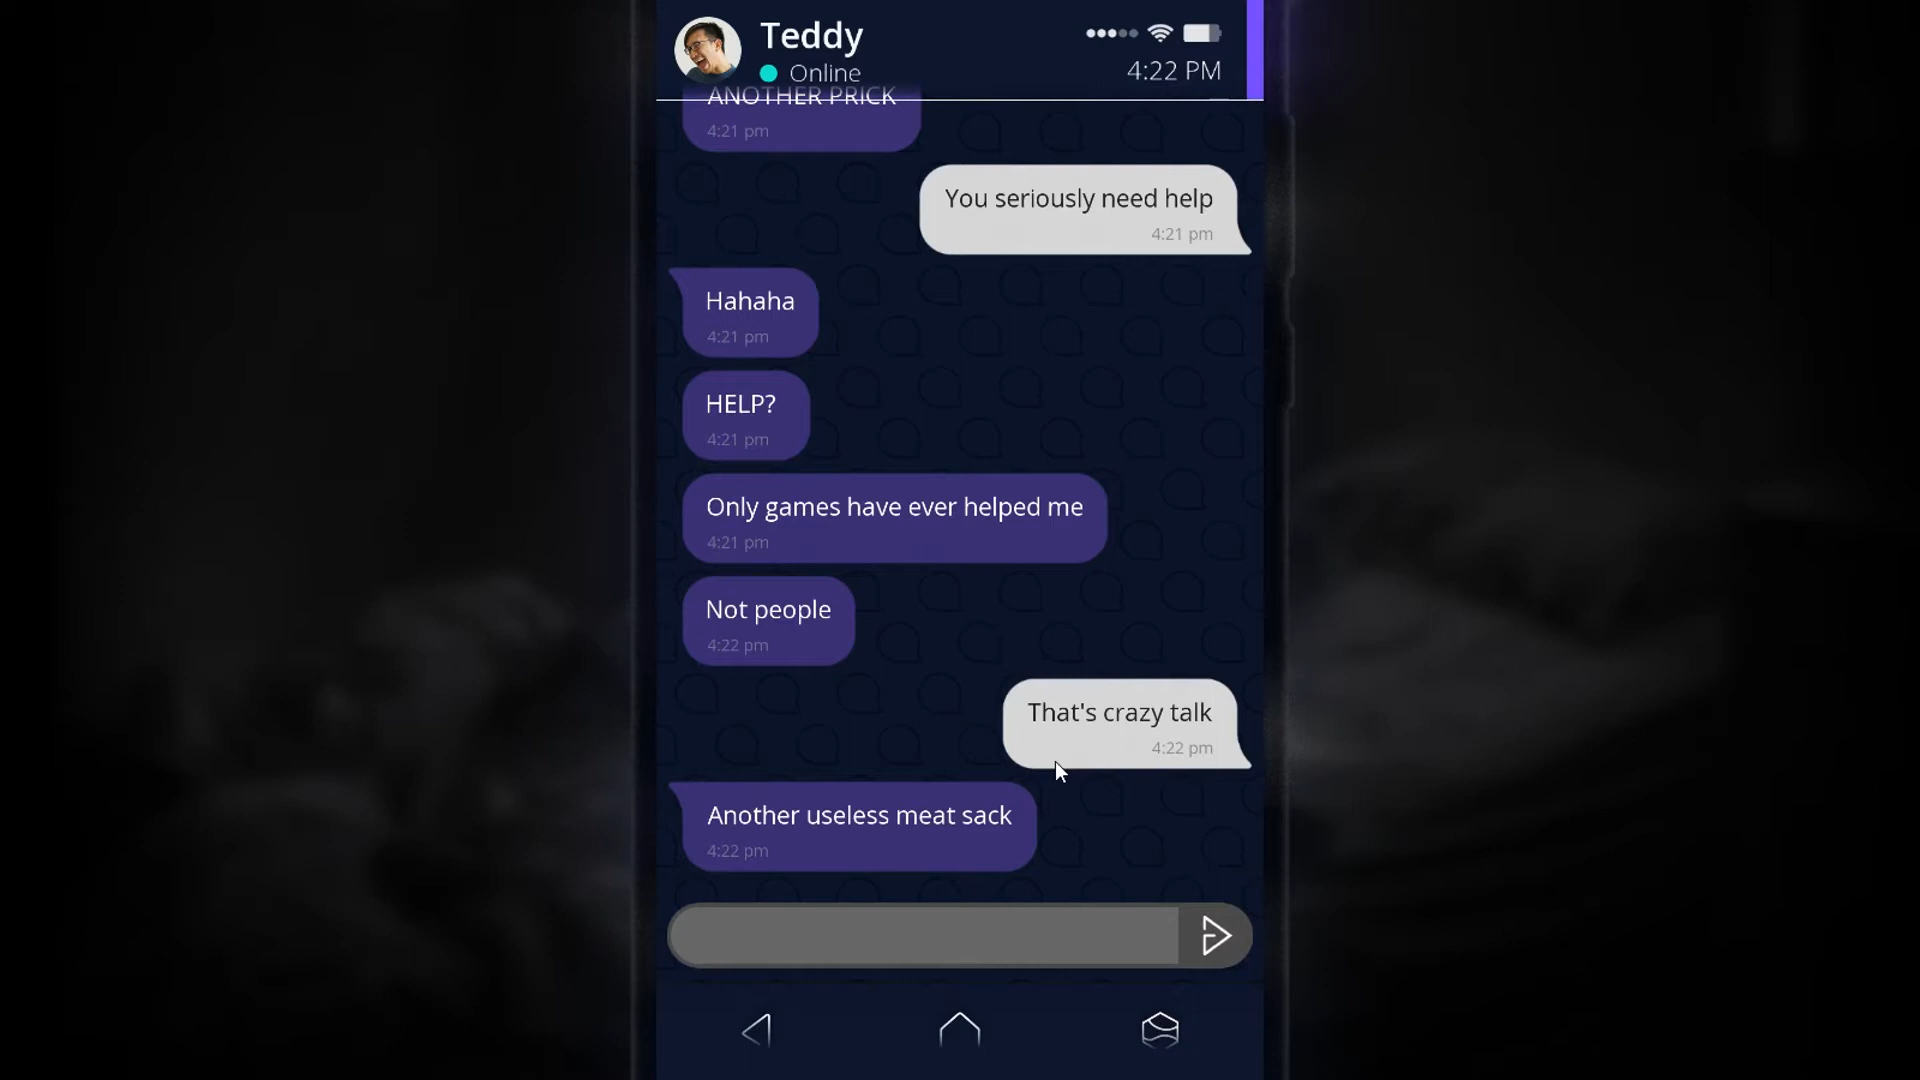 Teddy
Online
4:22 PM
ANOTHER PRICK
4:21 pm
You seriously need help
4:21 pm
Hahaha
4:21 pm
HELP?
4:21 pm
Only games have ever helped me
4:21 pm
Not people
4:22 pm
That's crazy talk
4:22 pm
Another useless meat sack
4:22 pm